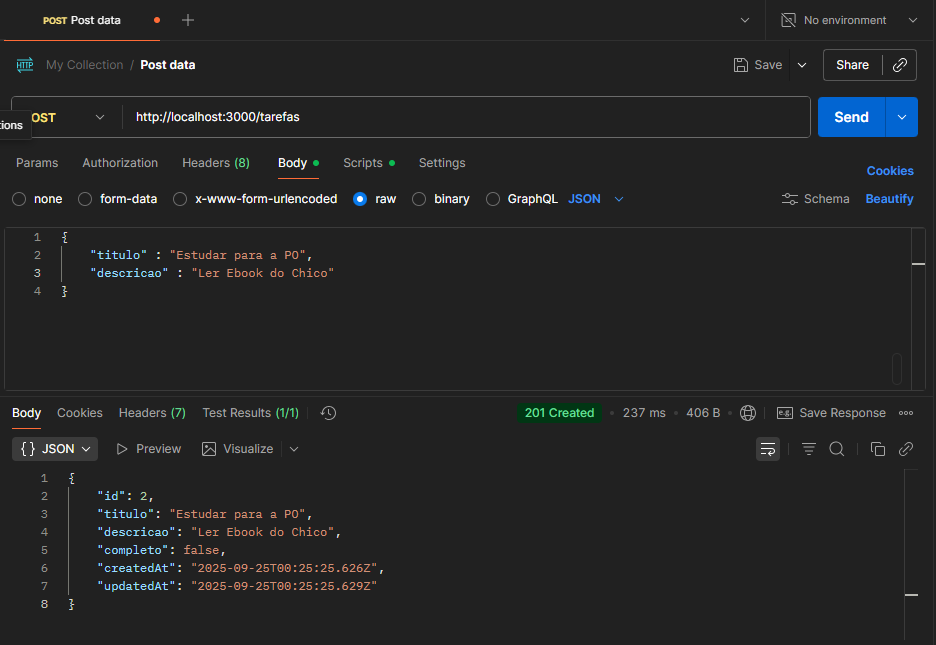 POST Post data
No environment
My Collection / Post data
Save
Share
OST
ions
http://localhost:3000/tarefas
Send
Params Authorization Headers (8) Body Scripts Settings
Cookies
none form-data x-www-form-urlencoded raw binary GraphQL JSON
Schema Beautify
1 {
2 "titulo" : "Estudar para a PO",
3 "descricao" : "Ler Ebook do Chico"
4 }
Body Cookies Headers (7) Test Results (1/1)
201 Created 237 ms 406 B
Save Response
{ } JSON Preview Visualize
1 {
2 "id": 2,
3 "titulo": "Estudar para a PO",
4 "descricao": "Ler Ebook do Chico",
5 "completo": false,
6 "createdAt": "2025-09-25T00:25:25.626Z",
7 "updatedAt": "2025-09-25T00:25:25.629Z"
8 }